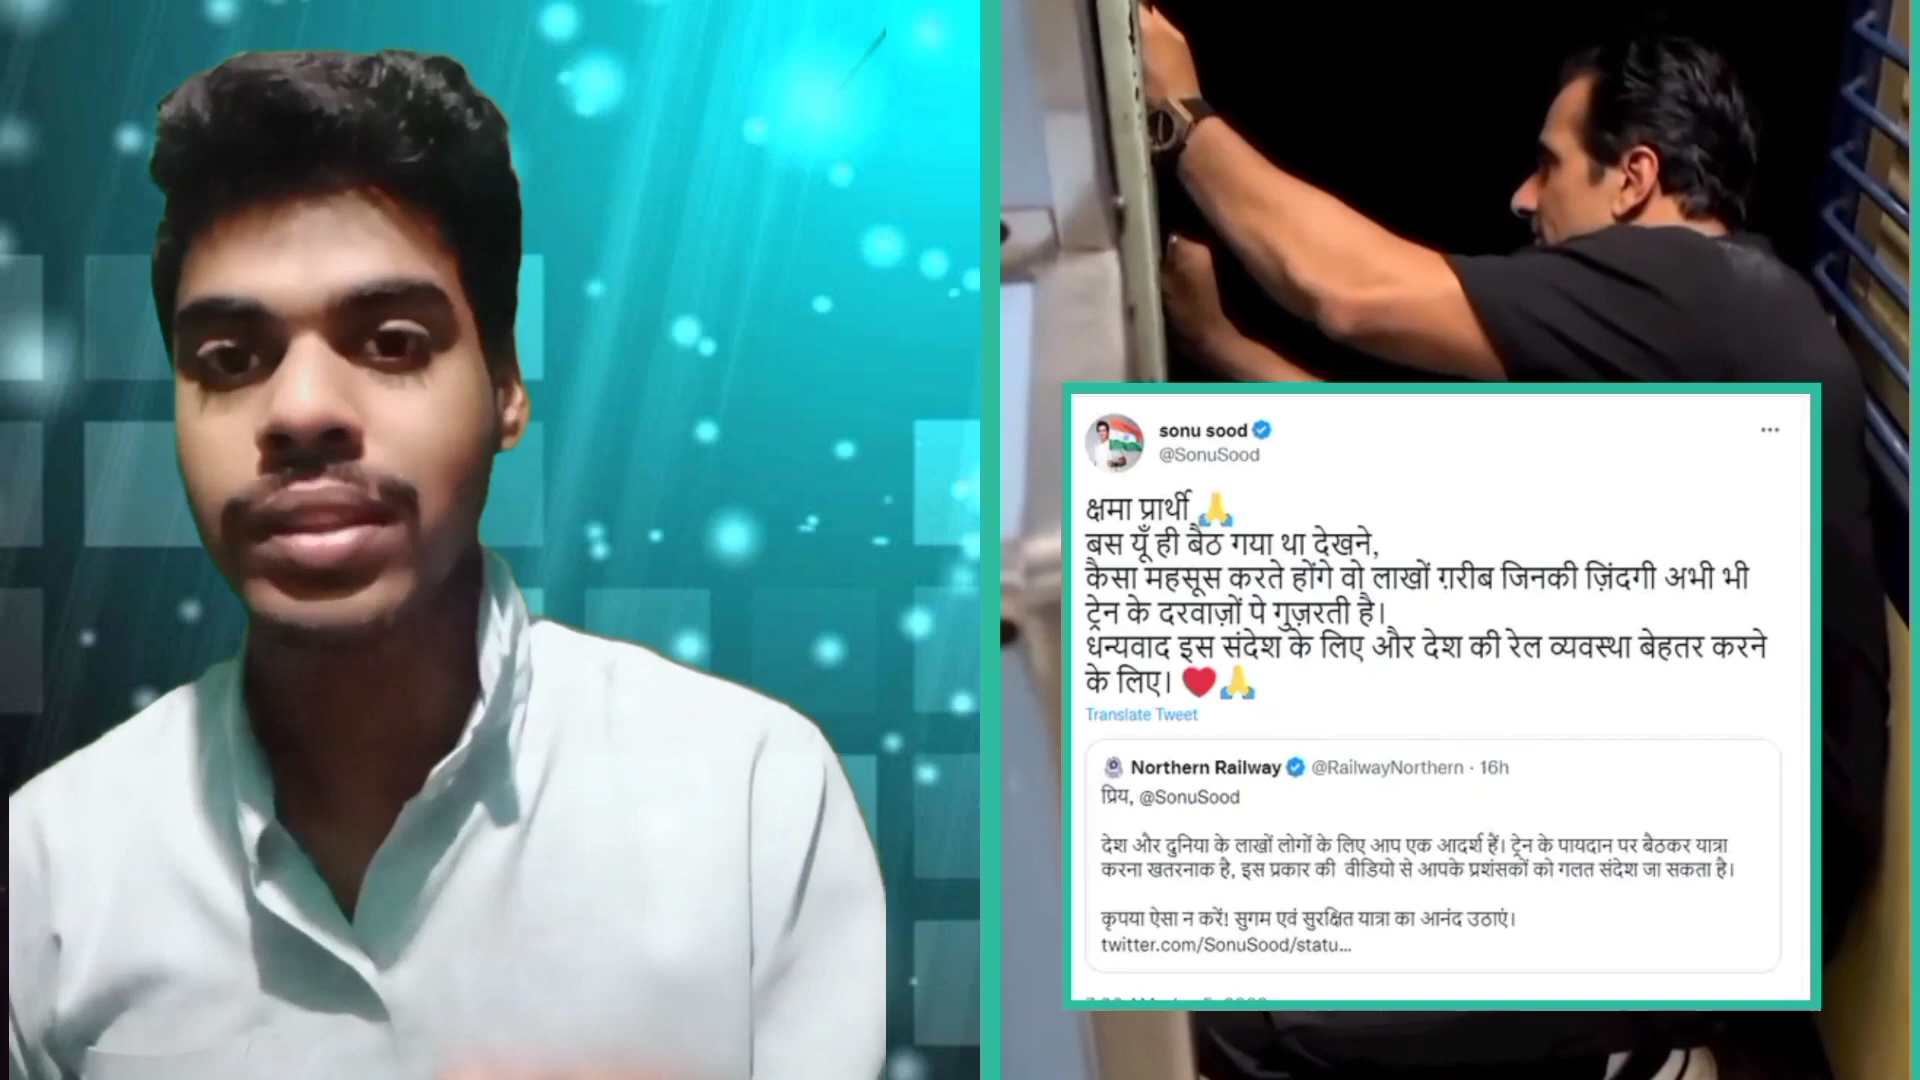 sonu sood
@SonuSood
क्षमा प्रार्थी 🙏
बस यूँ ही बैठ गया था देखने,
कैसा महसूस करते होंगे वो लाखों ग़रीब जिनकी ज़िंदगी अभी भी
ट्रेन के दरवाज़ों पे गुज़रती है।
धन्यवाद इस संदेश के लिए और देश की रेल व्यवस्था बेहतर करने
के लिए। ❤️🙏
Translate Tweet
Northern Railway @RailwayNorthern · 16h
प्रिय, @SonuSood
देश और दुनिया के लाखों लोगों के लिए आप एक आदर्श हैं। ट्रेन के पायदान पर बैठकर यात्रा
करना खतरनाक है, इस प्रकार की वीडियो से आपके प्रशंसकों को गलत संदेश जा सकता है।
कृपया ऐसा न करें! सुगम एवं सुरक्षित यात्रा का आनंद उठाएं।
twitter.com/SonuSood/statu...